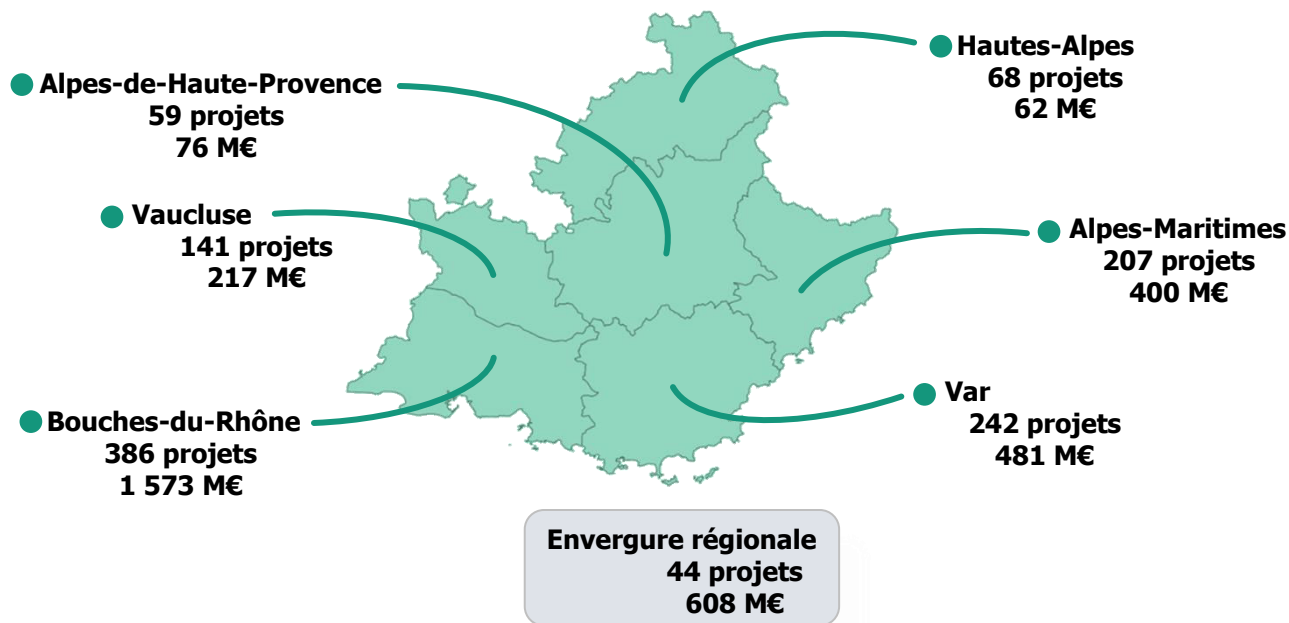 Hautes-Alpes
68 projets
62 M€
Alpes-de-Haute-Provence
59 projets
76 M€
Vaucluse
141 projets
217 M€
Alpes-Maritimes
207 projets
400 M€
Bouches-du-Rhône
386 projets
1 573 M€
Var
242 projets
481 M€
Envergure régionale
44 projets
608 M€